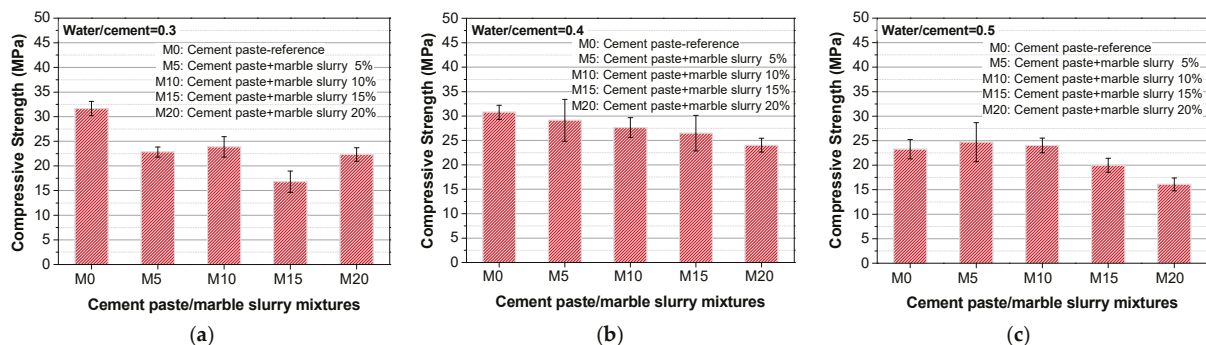 50
45
40
35
30
25
20
15
10
5
0
Compressive Strength (MPa)
Water/cement=0.3
M0: Cement paste-reference
M5: Cement paste+marble slurry 5%
M10: Cement paste+marble slurry 10%
M15: Cement paste+marble slurry 15%
M20: Cement paste+marble slurry 20%
M0 M5 M10 M15 M20
Cement paste/marble slurry mixtures
(a)
50
45
40
35
30
25
20
15
10
5
0
Compressive Strength (MPa)
Water/cement=0.4
M0: Cement paste-reference
M5: Cement paste+marble slurry 5%
M10: Cement paste+marble slurry 10%
M15: Cement paste+marble slurry 15%
M20: Cement paste+marble slurry 20%
M0 M5 M10 M15 M20
Cement paste/marble slurry mixtures
(b)
50
45
40
35
30
25
20
15
10
5
0
Compressive Strength (MPa)
Water/cement=0.5
M0: Cement paste-reference
M5: Cement paste+marble slurry 5%
M10: Cement paste+marble slurry 10%
M15: Cement paste+marble slurry 15%
M20: Cement paste+marble slurry 20%
M0 M5 M10 M15 M20
Cement paste/marble slurry mixtures
(c)